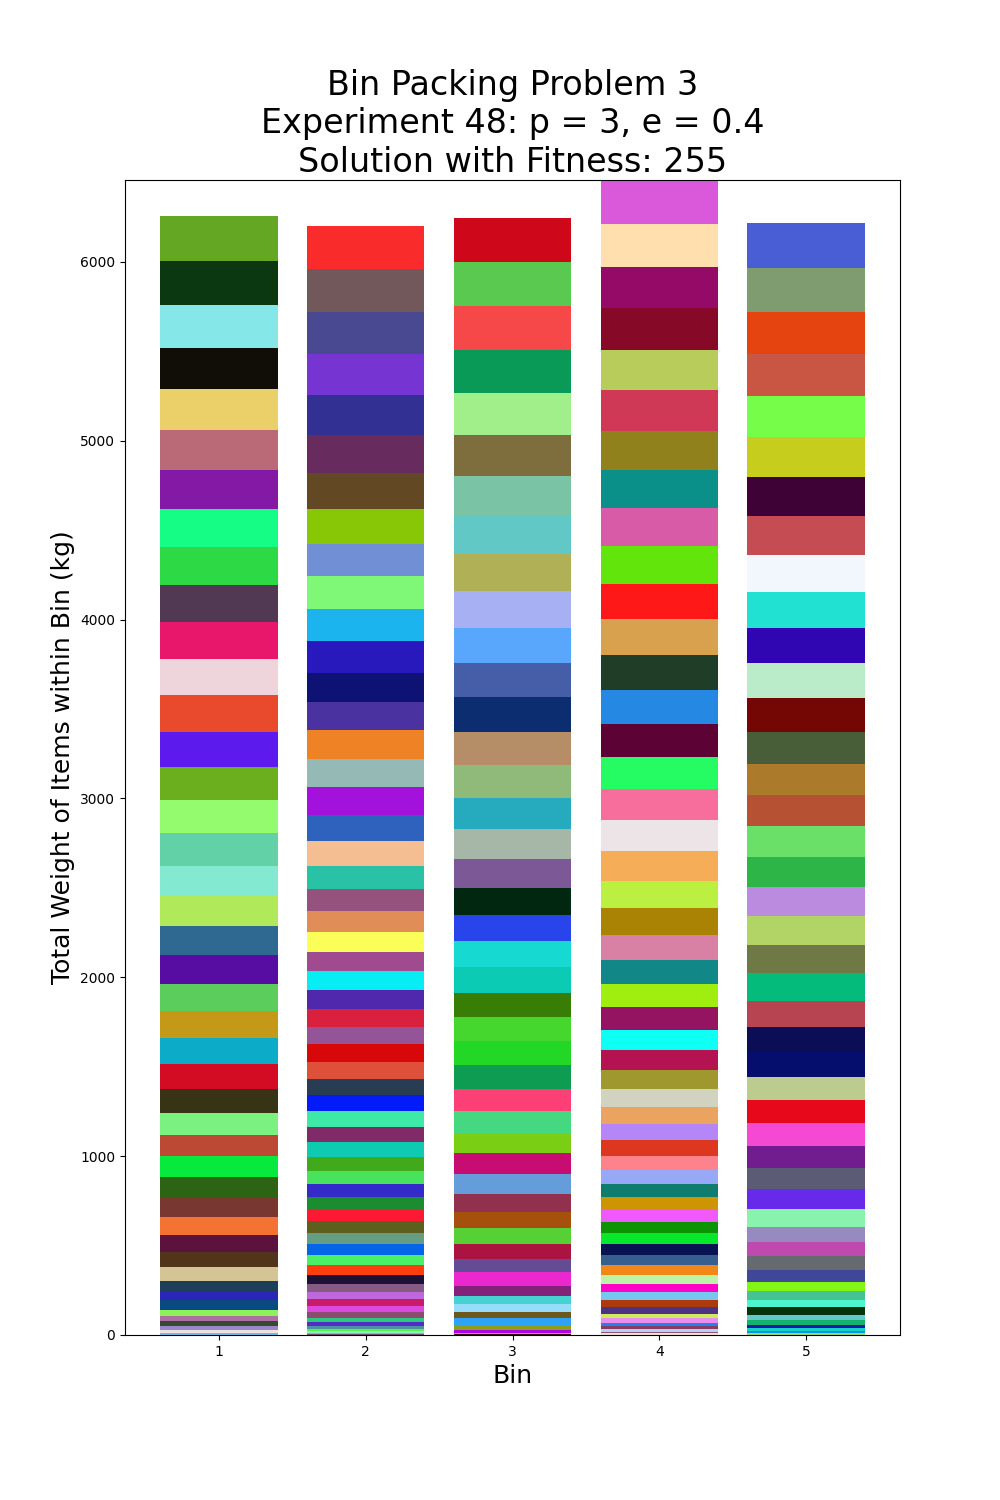 Bin Packing Problem 3
Experiment 48: p = 3, e = 0.4
Solution with Fitness: 255
Total Weight of Items within Bin (kg)
6000
5000
4000
3000
2000
1000
0
1 2 3 4 5
Bin